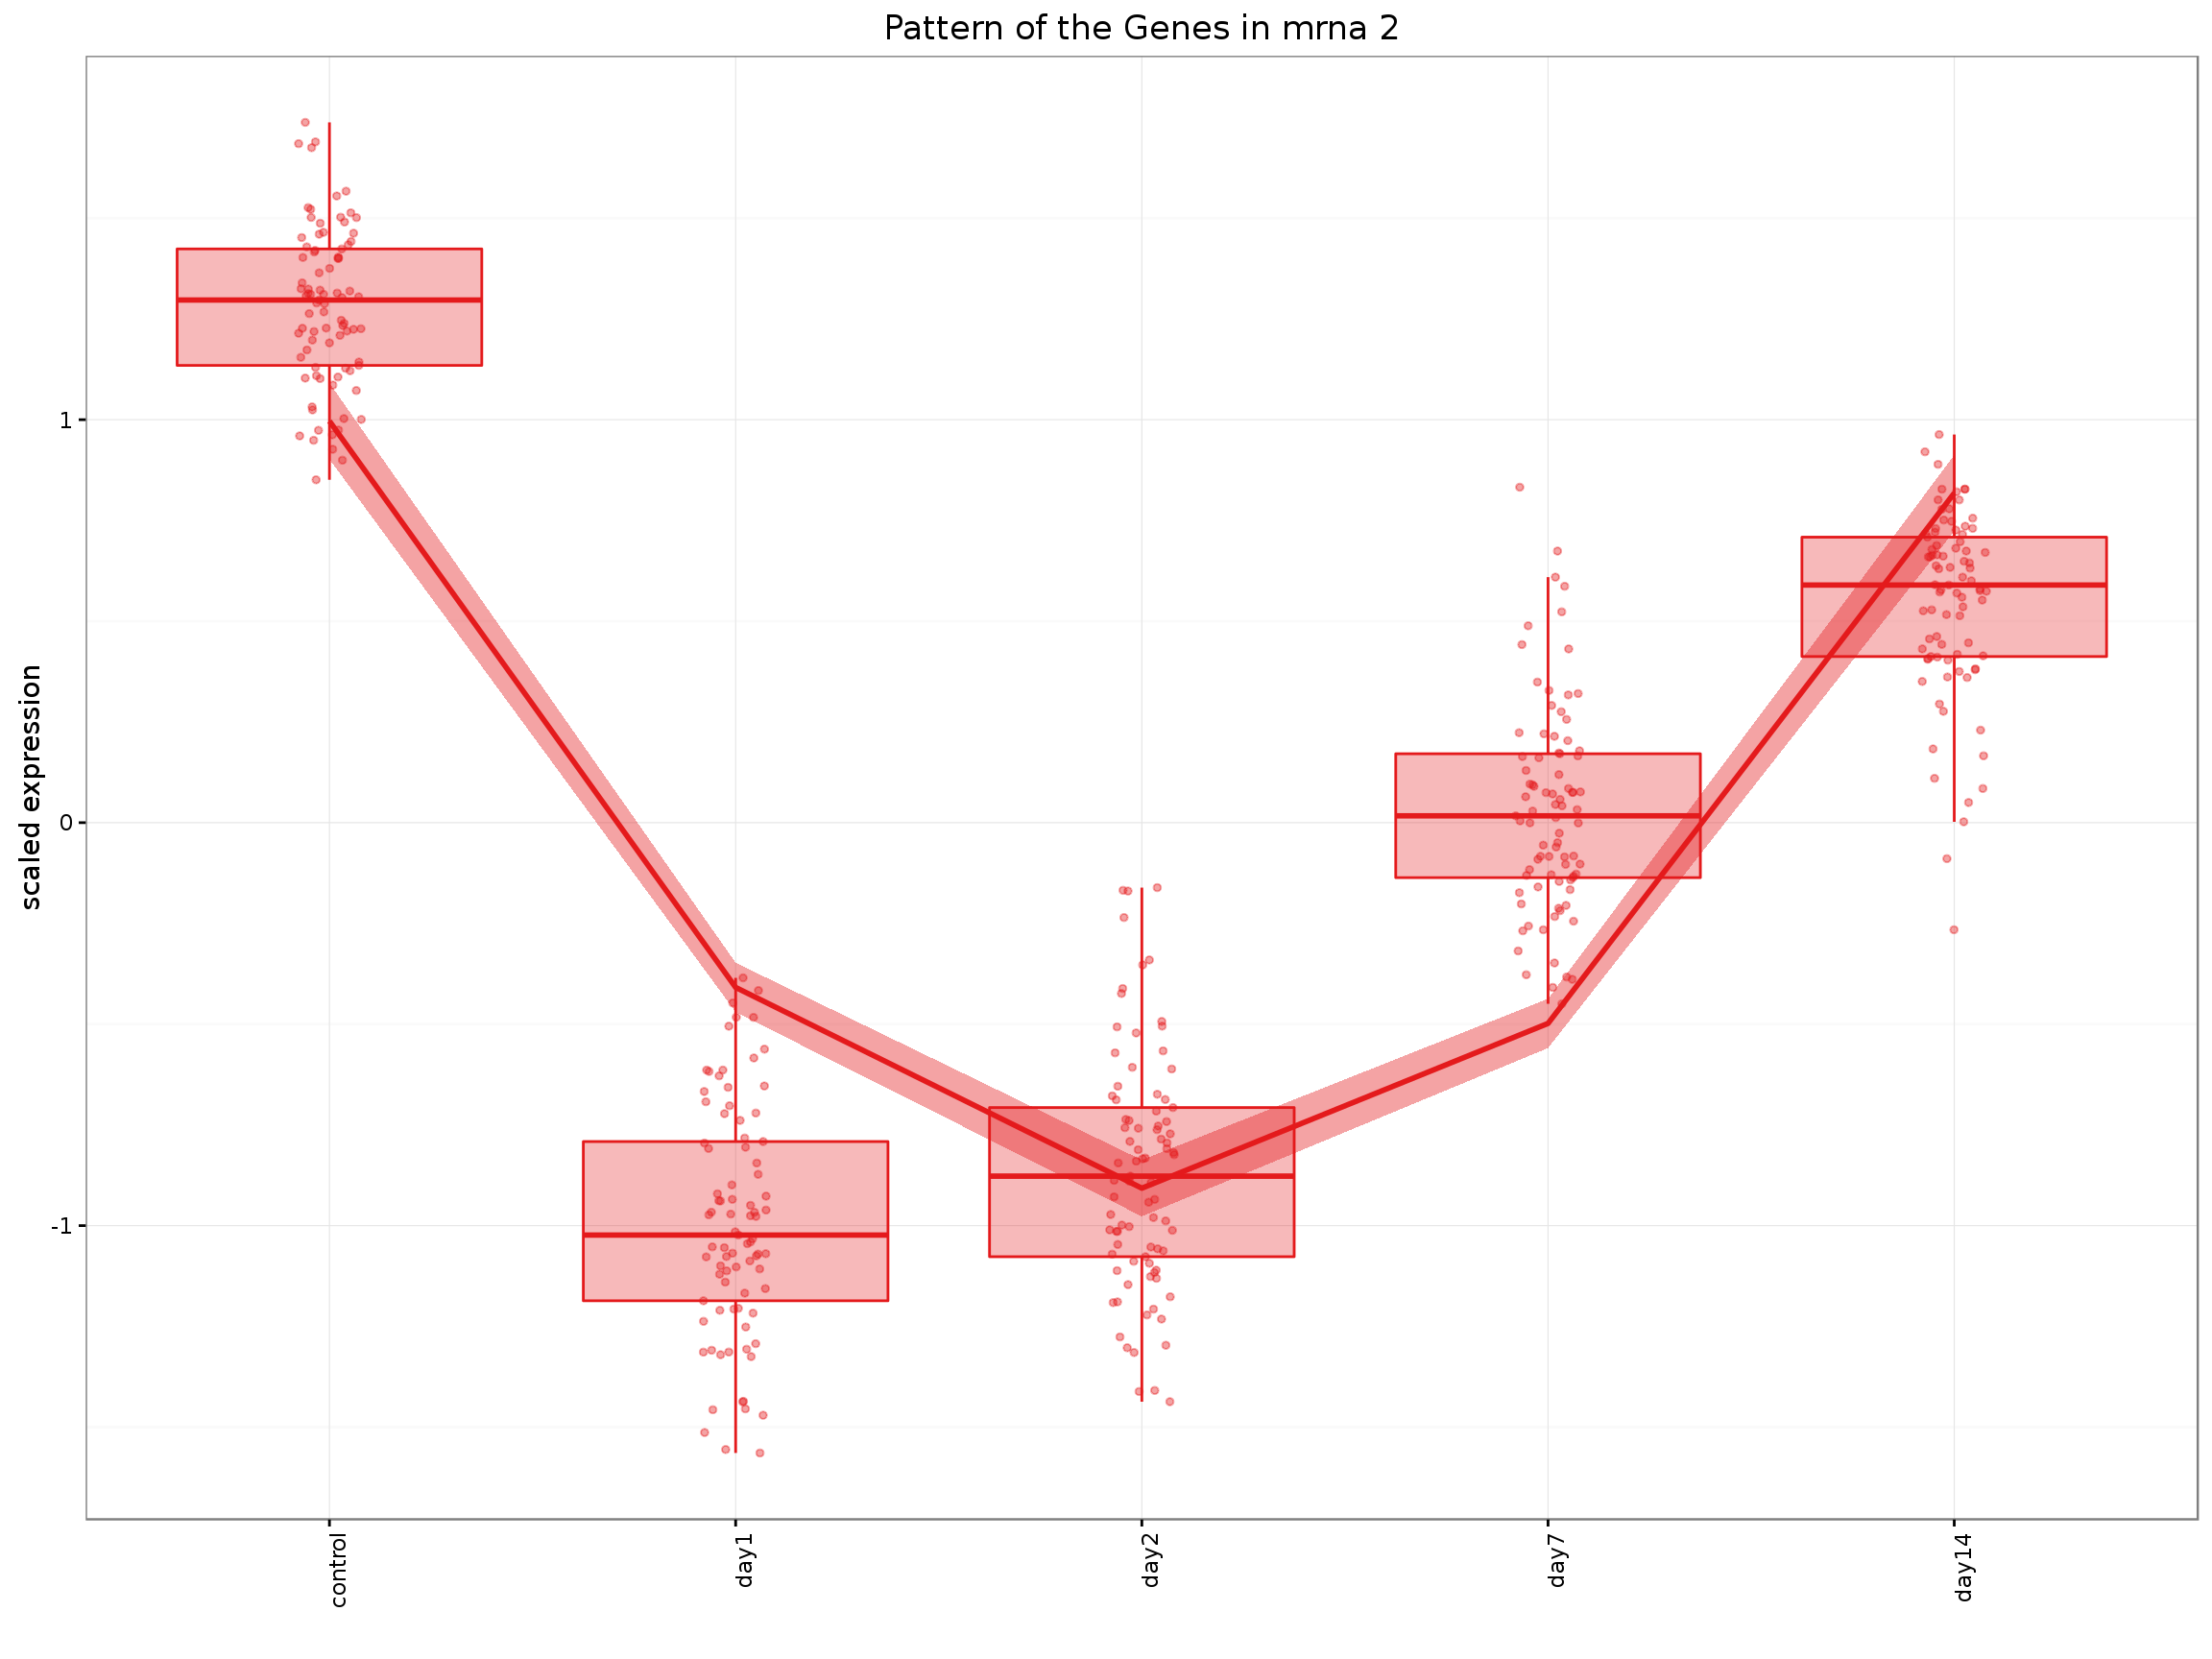 Pattern of the Genes in mrna 2
scaled expression
1
0
-1
control
day1
day2
day7
day14